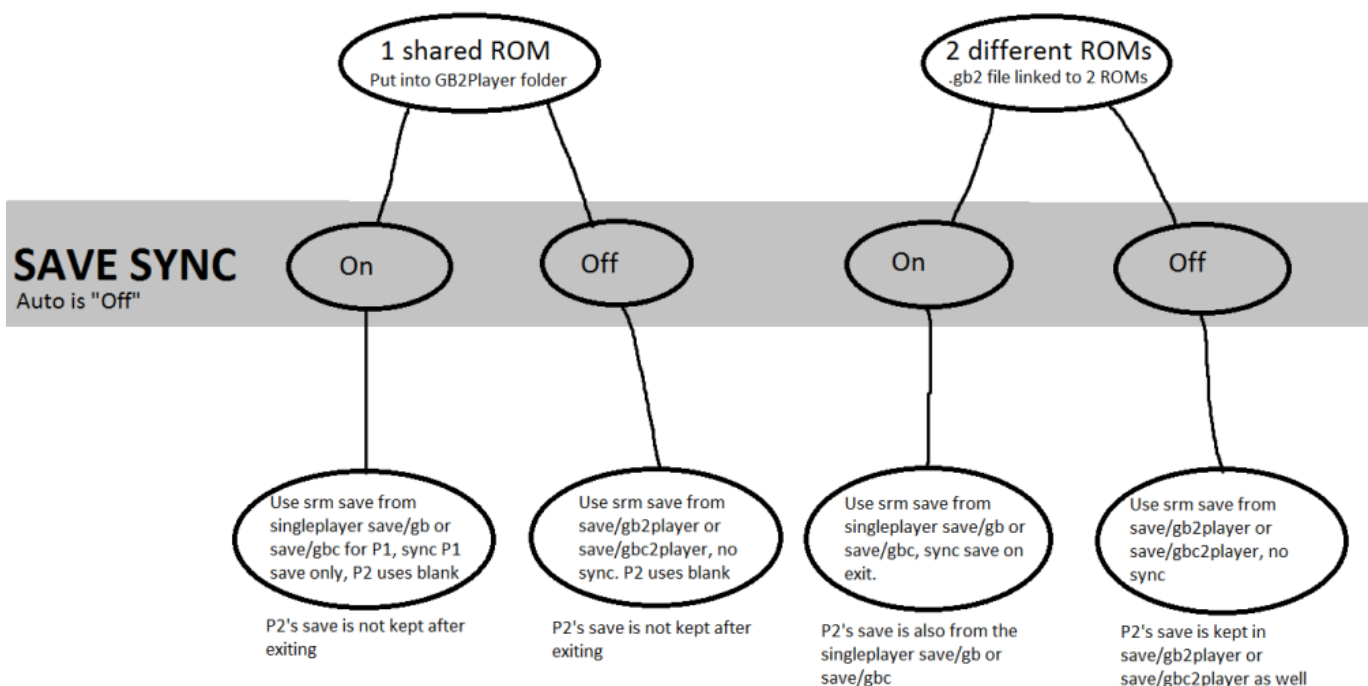 1 shared ROM
Put into GB2Player folder
2 different ROMs
.gb2 file linked to 2 ROMs
SAVE SYNC
Auto is "Off"
On
Off
On
Off
Use srm save from
singleplayer save/gb or
save/gbc for P1, sync P1
save only, P2 uses blank
P2's save is not kept after
exiting
Use srm save from
save/gb2player or
save/gbc2player, no
sync. P2 uses blank
P2's save is not kept after
exiting
Use srm save from
singleplayer save/gb or
save/gbc, sync save on
exit.
P2's save is also from the
singleplayer save/gb or
save/gbc
Use srm save from
save/gb2player or
save/gbc2player, no
sync
P2's save is kept in
save/gb2player or
save/gbc2player as well